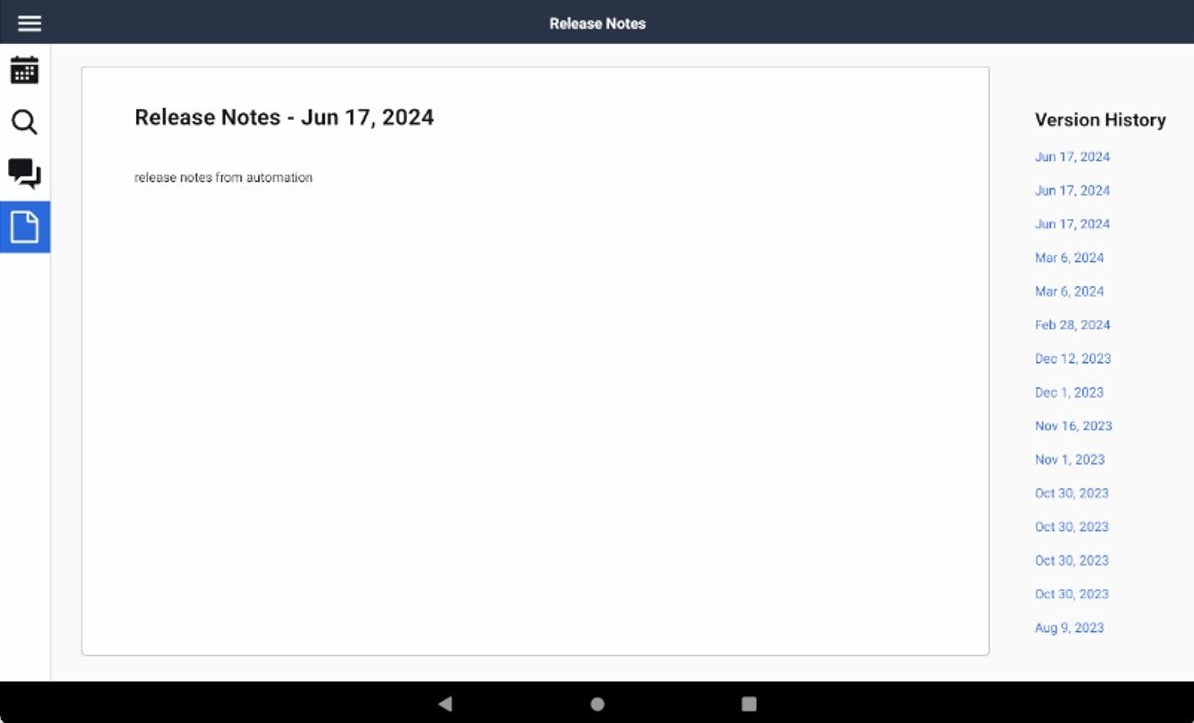 Release Notes
Release Notes - Jun 17, 2024
release notes from automation
Version History
Jun 17, 2024
Jun 17, 2024
Jun 17, 2024
Mar 6, 2024
Mar 6, 2024
Feb 28, 2024
Dec 12, 2023
Dec 1, 2023
Nov 16, 2023
Nov 1, 2023
Oct 30, 2023
Oct 30, 2023
Oct 30, 2023
Oct 30, 2023
Aug 9, 2023